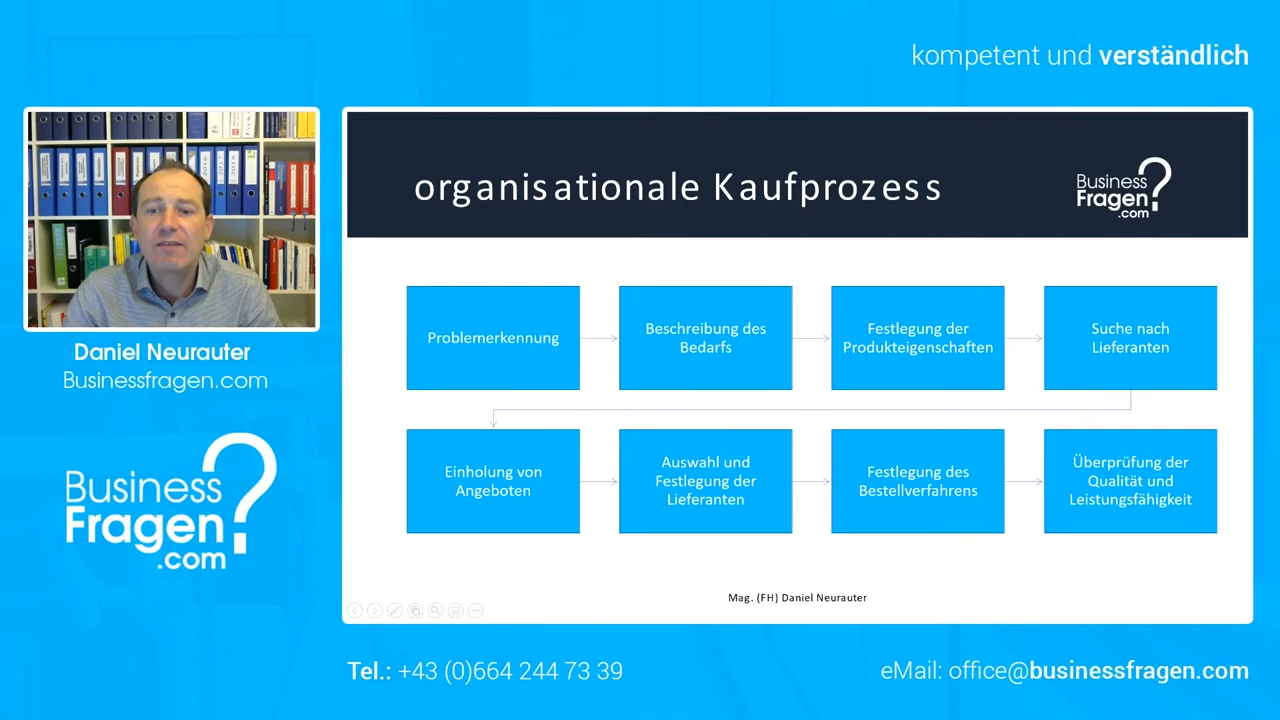 kompetent und verständlich
organisationale Kaufprozess
Business
Fragen
.com
?
Problemerkennung
Beschreibung des
Bedarfs
Festlegung der
Produkteigenschaften
Suche nach
Lieferanten
Einholung von
Angeboten
Auswahl und
Festlegung der
Lieferanten
Festlegung des
Bestellverfahrens
Überprüfung der
Qualität und
Leistungsfähigkeit
Mag. (FH) Daniel Neurauter
Daniel Neurauter
Businessfragen.com
Business
Fragen
.com
?
Tel.: +43 (0)664 244 73 39
eMail: office@businessfragen.com